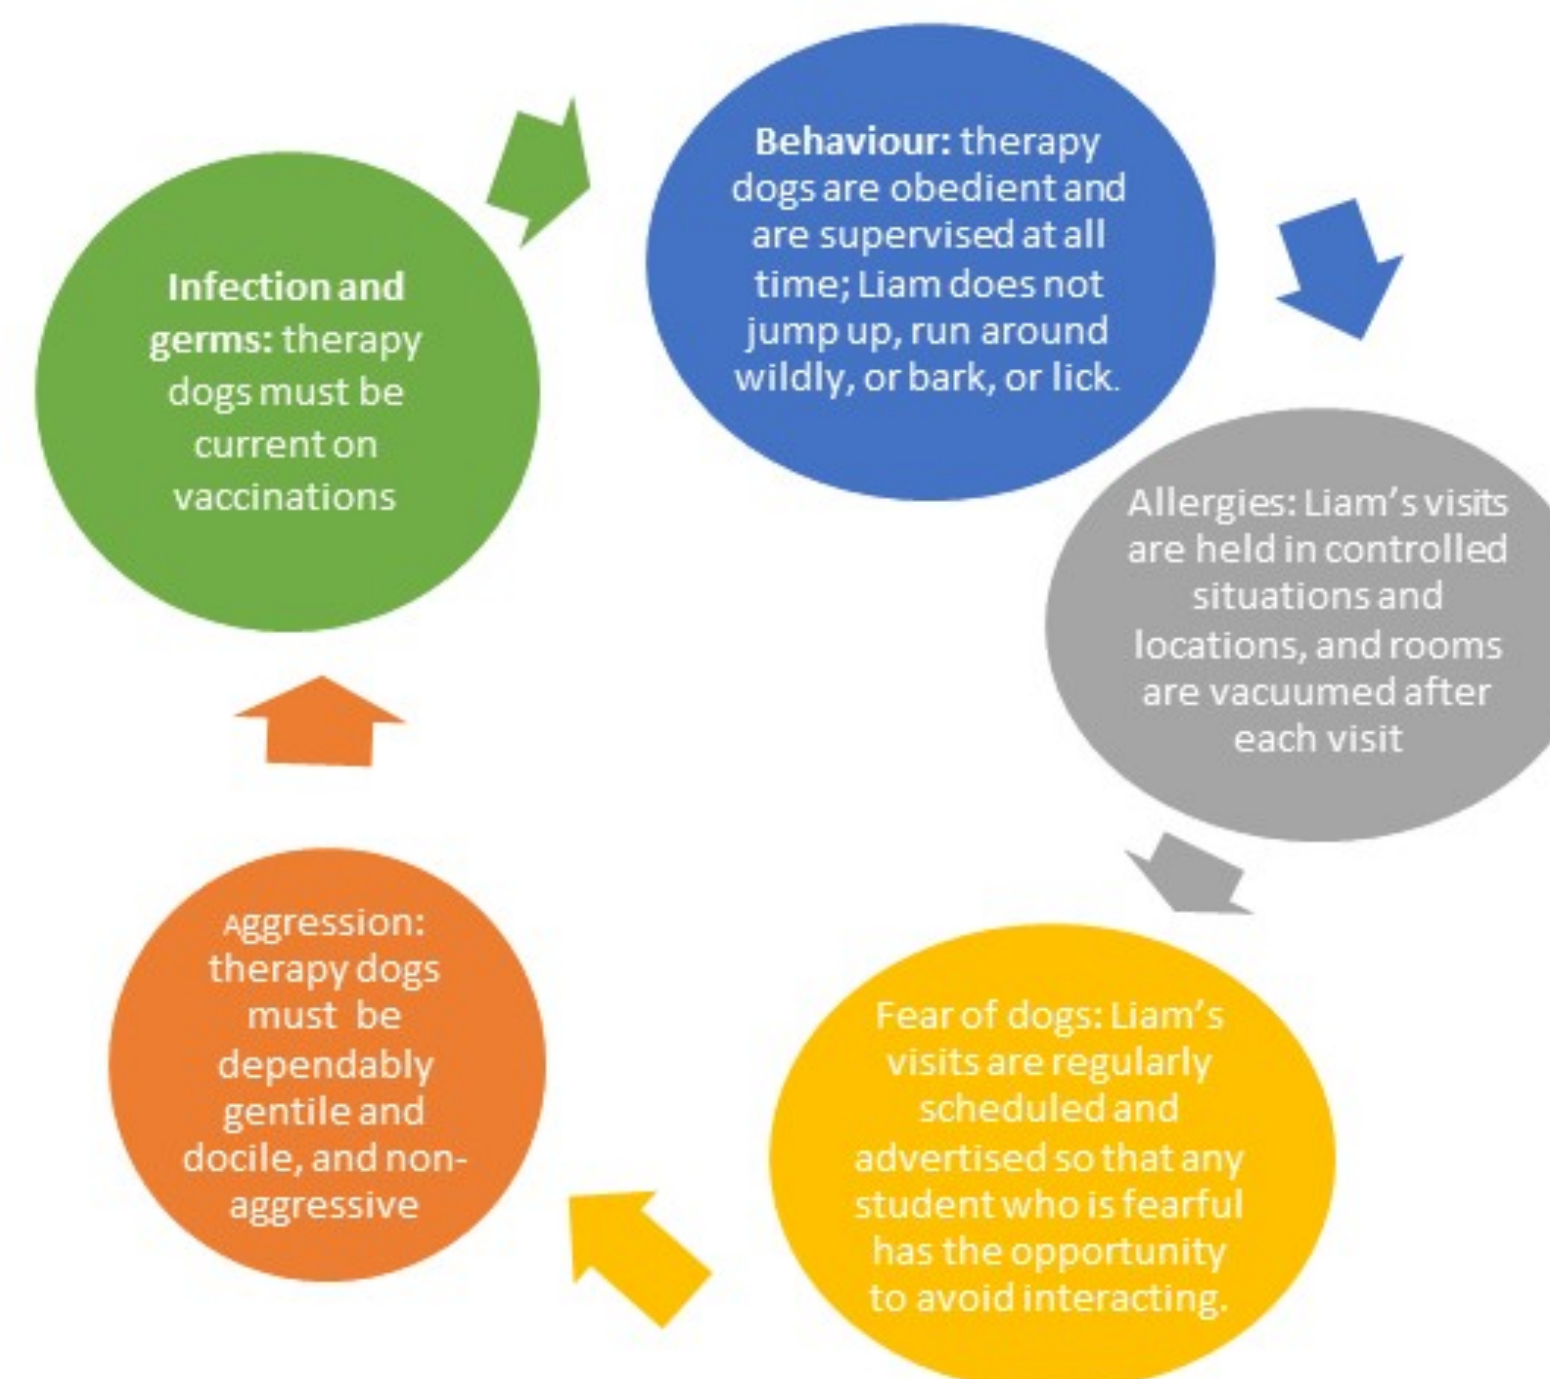 Behaviour: therapy
dogs are obedient and
are supervised at all
time; Liam does not
jump up, run around
wildly, or bark, or lick.
Allergies: Liam's visits
are held in controlled
situations and
locations, and rooms
are vacuumed after
each visit
Fear of dogs: Liam's
visits are regularly
scheduled and
advertised so that any
student who is fearful
has the opportunity
to avoid interacting.
Aggression:
therapy dogs
must be
dependably
gentile and
docile, and non-
aggressive
Infection and
germs: therapy
dogs must be
current on
vaccinations